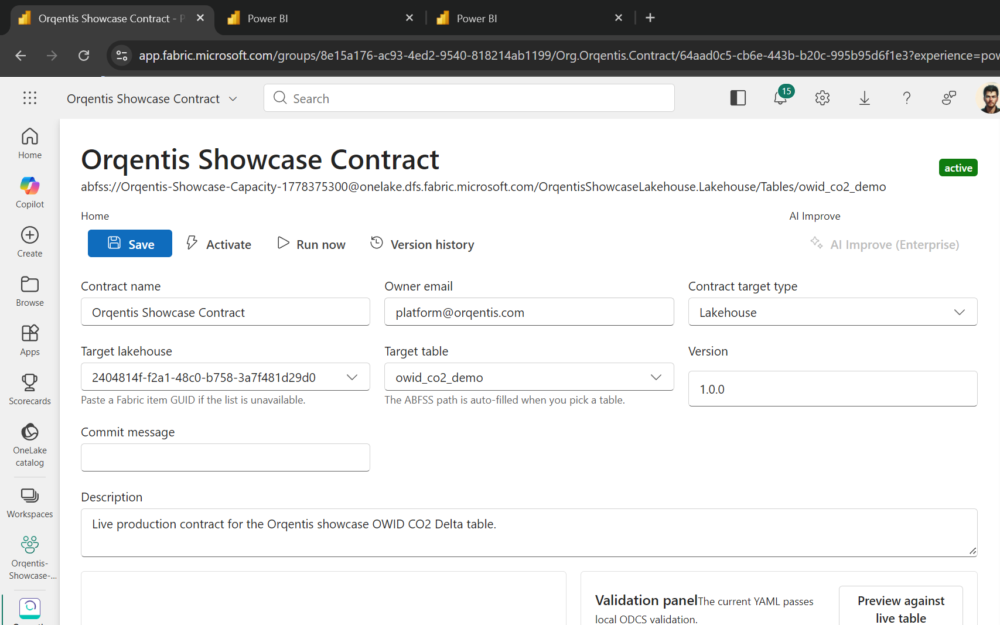 Orqentis Showcase Contract - P
Power BI
Power BI
app.fabric.microsoft.com/groups/8e15a176-ac93-4ed2-9540-818214ab1199/Org.Orqentis.Contract/64aad0c5-cb6e-443b-b20c-995b95d6f1e3?experience=pow
Orqentis Showcase Contract
Search
15
Home
Copilot
Create
Browse
Apps
Scorecards
OneLake
catalog
Workspaces
Orqentis-
Showcase-...
Orqentis Showcase Contract
active
abfss://Orqentis-Showcase-Capacity-1778375300@onelake.dfs.fabric.microsoft.com/OrqentisShowcaseLakehouse.Lakehouse/Tables/owid_co2_demo
Home
AI Improve
Save
Activate
Run now
Version history
AI Improve (Enterprise)
Contract name
Owner email
Contract target type
Orqentis Showcase Contract
platform@orqentis.com
Lakehouse
Target lakehouse
Target table
Version
2404814f-f2a1-48c0-b758-3a7f481d29d0
owid_co2_demo
1.0.0
Paste a Fabric item GUID if the list is unavailable.
The ABFSS path is auto-filled when you pick a table.
Commit message
Description
Live production contract for the Orqentis showcase OWID CO2 Delta table.
Validation panelThe current YAML passes
local ODCS validation.
Preview against
live table